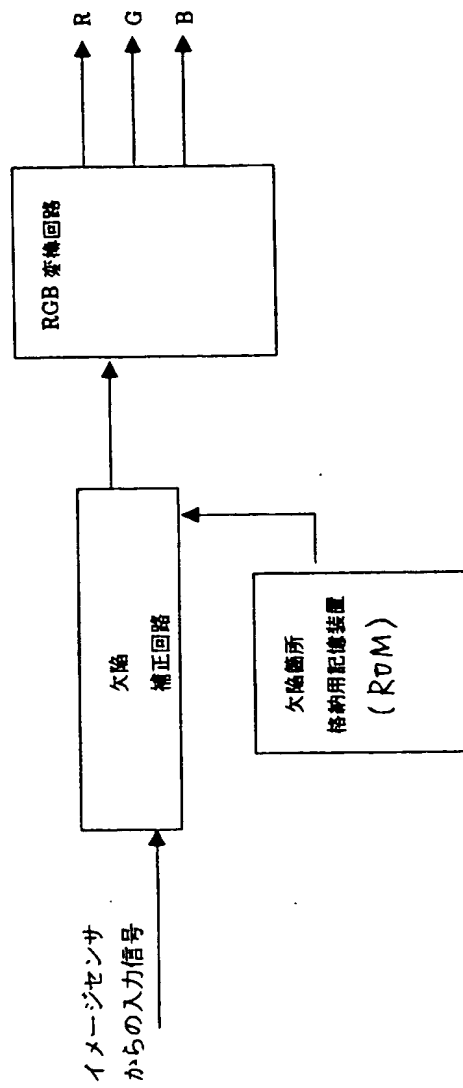 イメージセンサ
からの入力信号
欠陥
補正回路
欠陥箇所
格納用記憶装置
(ROM)
RGB 変換回路
R
G
B